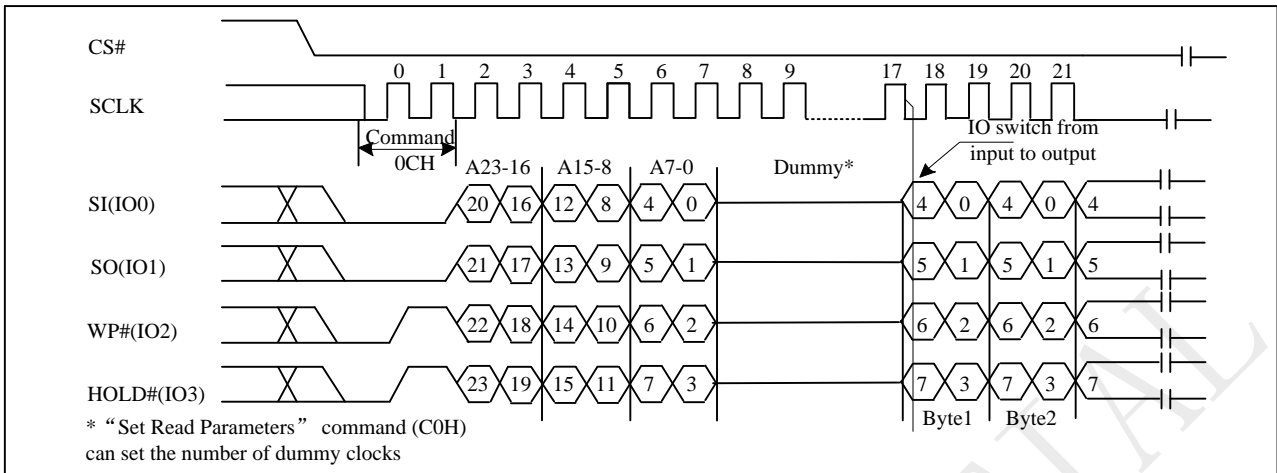 CS#
0 1 2 3 4 5 6 7 8 9 17 18 19 20 21
SCLK
Command
0CH
IO switch from
input to output
A23-16 A15-8 A7-0 Dummy*
SI(IO0) 20 16 12 8 4 0 4 0 4 0 4
SO(IO1) 21 17 13 9 5 1 5 1 5 1 5
WP#(IO2) 22 18 14 10 6 2 6 2 6 2 6
HOLD#(IO3) 23 19 15 11 7 3 7 3 7 3 7
Byte1 Byte2
* “Set Read Parameters” command (C0H)
can set the number of dummy clocks